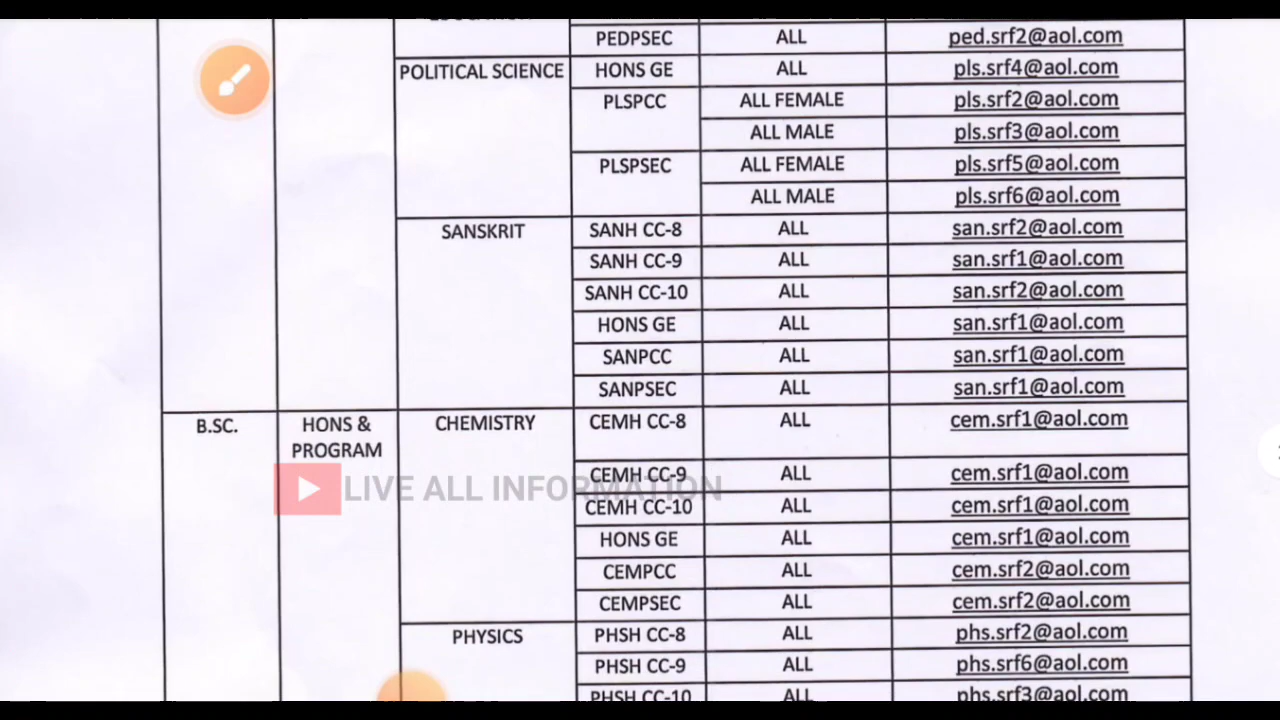 PEDPSEC ALL ped.srf2@aol.com
POLITICAL SCIENCE HONS GE ALL pls.srf4@aol.com
PLSPCC ALL FEMALE pls.srf2@aol.com
ALL MALE pls.srf3@aol.com
PLSPSEC ALL FEMALE pls.srf5@aol.com
ALL MALE pls.srf6@aol.com
SANSKRIT SANH CC-8 ALL san.srf2@aol.com
SANH CC-9 ALL san.srf1@aol.com
SANH CC-10 ALL san.srf2@aol.com
HONS GE ALL san.srf1@aol.com
SANPCC ALL san.srf1@aol.com
SANPSEC ALL san.srf1@aol.com
B.SC. HONS & PROGRAM CHEMISTRY CEMH CC-8 ALL cem.srf1@aol.com
CEMH CC-9 ALL cem.srf1@aol.com
LIVE ALL INFORMATION
CEMH CC-10 ALL cem.srf1@aol.com
HONS GE ALL cem.srf1@aol.com
CEMPCC ALL cem.srf2@aol.com
CEMPSEC ALL cem.srf2@aol.com
PHYSICS PHSH CC-8 ALL phs.srf2@aol.com
PHSH CC-9 ALL phs.srf6@aol.com
PHSH CC-10 ALL phs.srf3@aol.com